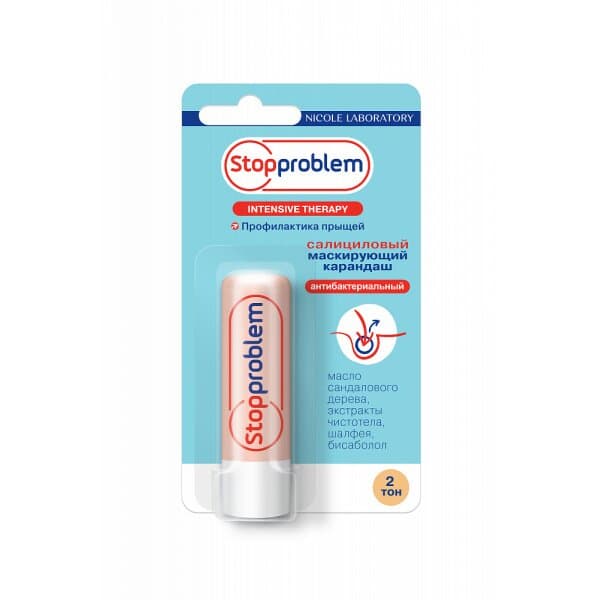 NICOLE LABORATORY
Stopproblem
INTENSIVE THERAPY
Профилактика прыщей
салициловый
маскирующий
карандаш
антибактериальный
масло
сандалового
дерева,
экстракты
чистотела,
шалфея,
бисаболол
2
тон
Stopproblem